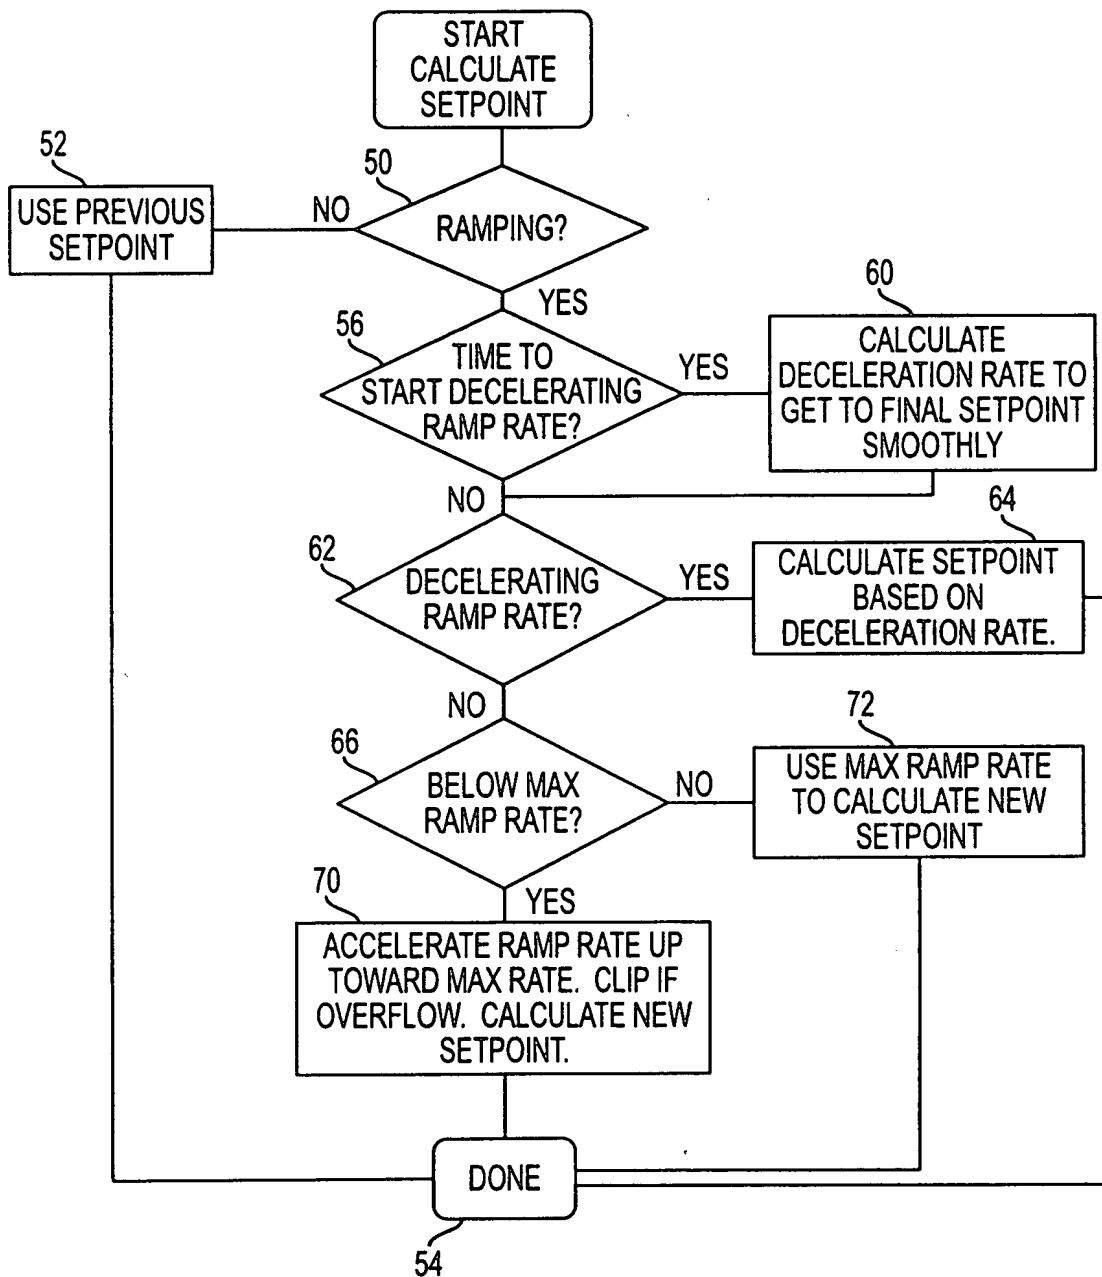 START
CALCULATE
SETPOINT
52
50
USE PREVIOUS
SETPOINT
NO
RAMPING?
YES
60
56
TIME TO
START DECELERATING
RAMP RATE?
YES
CALCULATE
DECELERATION RATE TO
GET TO FINAL SETPOINT
SMOOTHLY
NO
64
62
DECELERATING
RAMP RATE?
YES
CALCULATE SETPOINT
BASED ON
DECELERATION RATE.
NO
72
66
BELOW MAX
RAMP RATE?
NO
USE MAX RAMP RATE
TO CALCULATE NEW
SETPOINT
70
YES
ACCELERATE RAMP RATE UP
TOWARD MAX RATE. CLIP IF
OVERFLOW. CALCULATE NEW
SETPOINT.
DONE
54